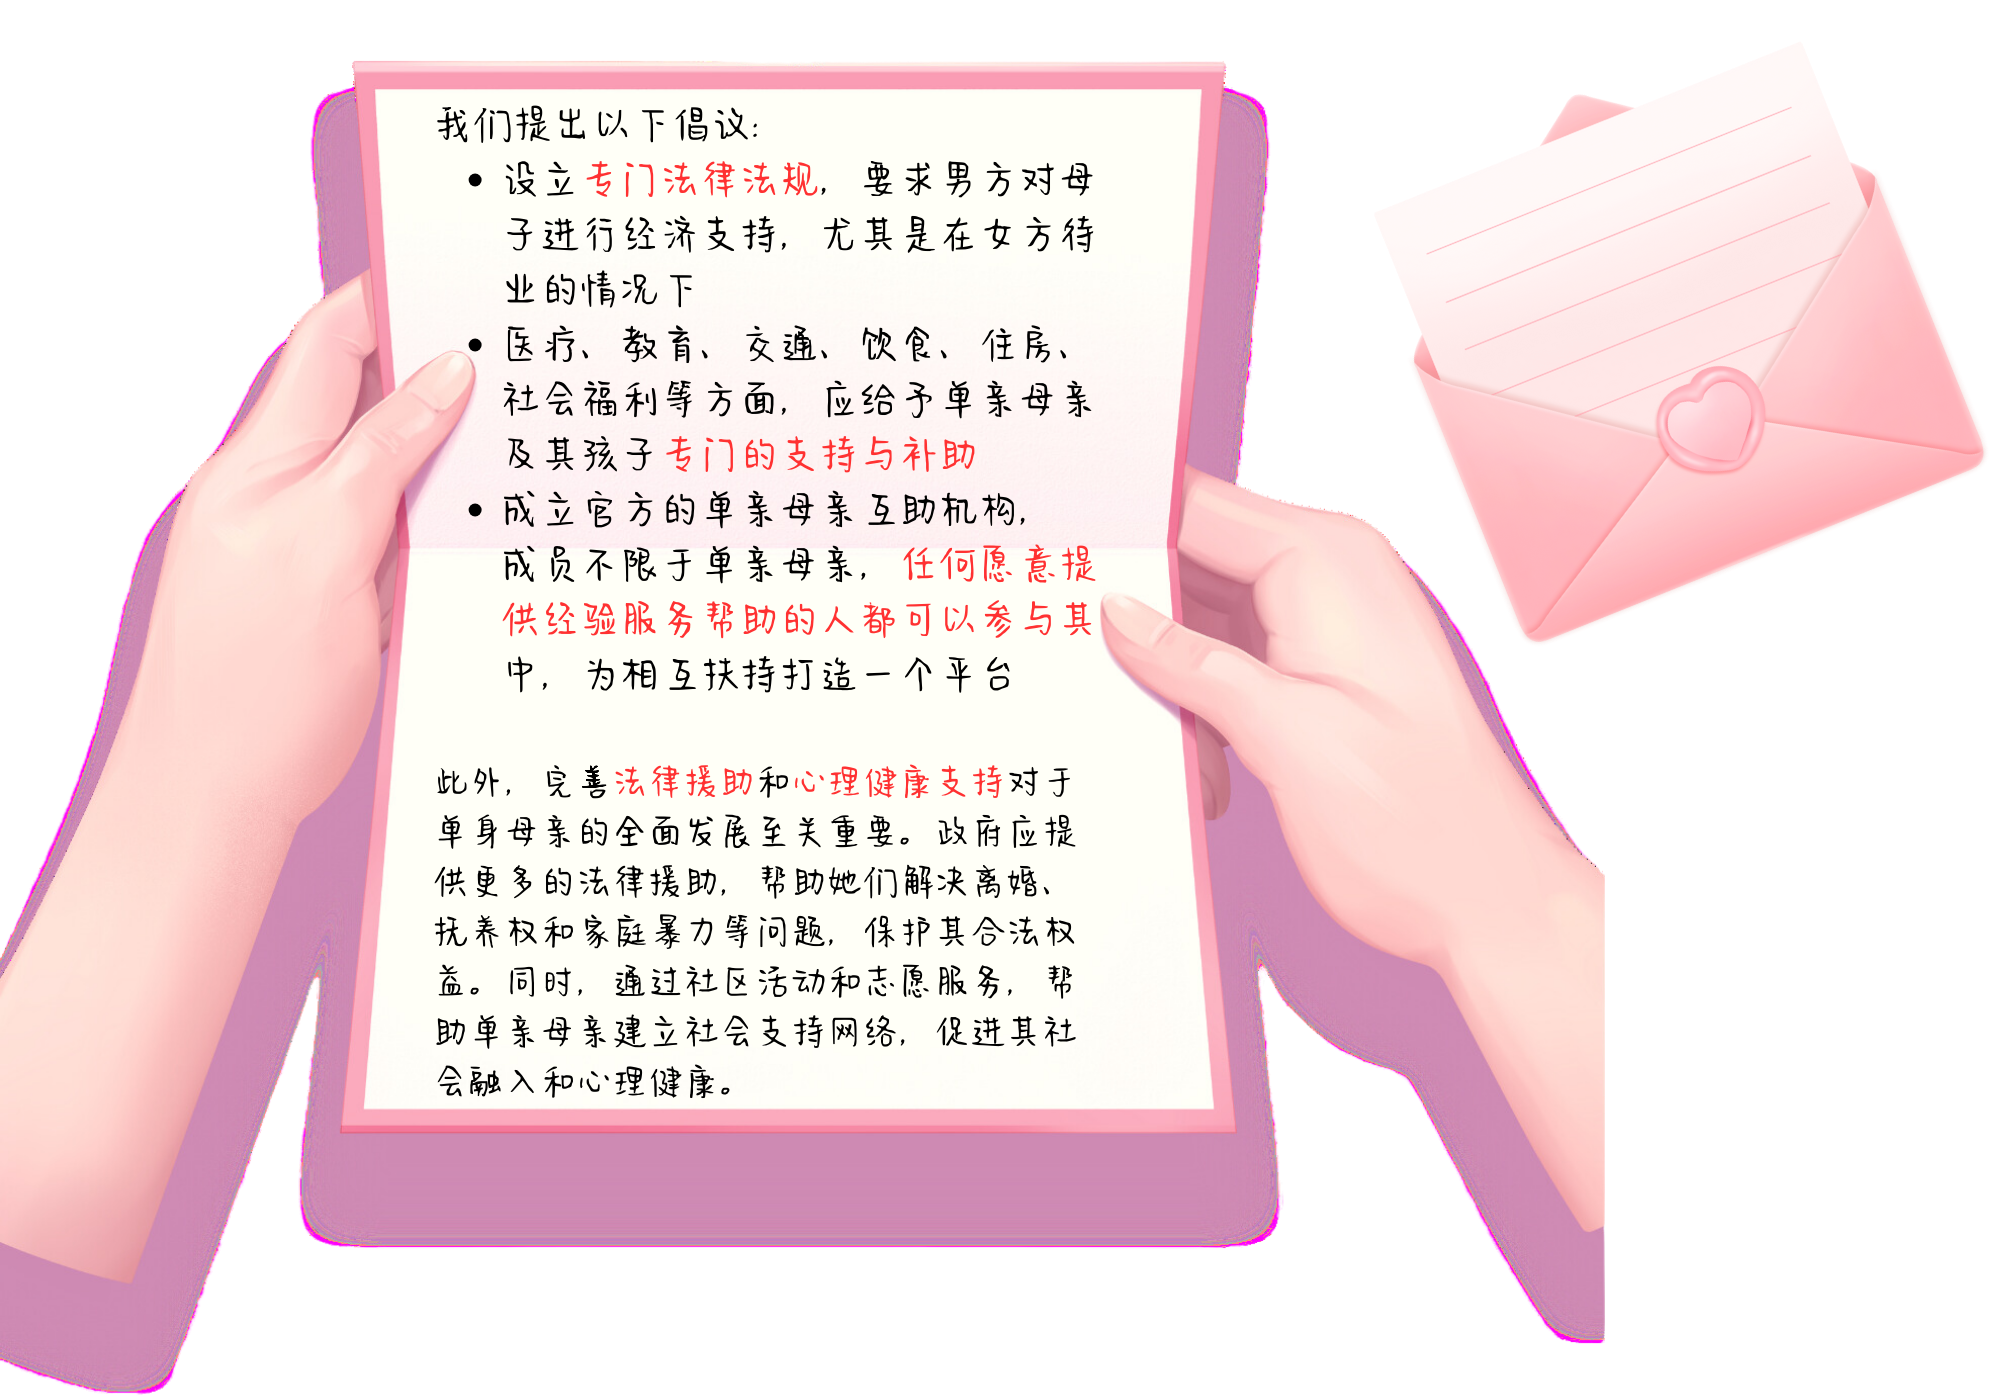 我们提出以下倡议:
• 设立专门法律法规，要求男方对母
子进行经济支持，尤其是在女方待
业的情况下
• 医疗、教育、交通、饮食、住房、
社会福利等方面，应给予单亲母亲
及其孩子专门的支持与补助
• 成立官方的单亲母亲互助机构，
成员不限于单亲母亲，任何愿意提
供经验服务帮助的人都可以参与其
中，为相互扶持打造一个平台
此外，完善法律援助和心理健康支持对于
单身母亲的全面发展至关重要。政府应提
供更多的法律援助，帮助她们解决离婚、
抚养权和家庭暴力等问题，保护其合法权
益。同时，通过社区活动和志愿服务，帮
助单亲母亲建立社会支持网络，促进其社
会融入和心理健康。